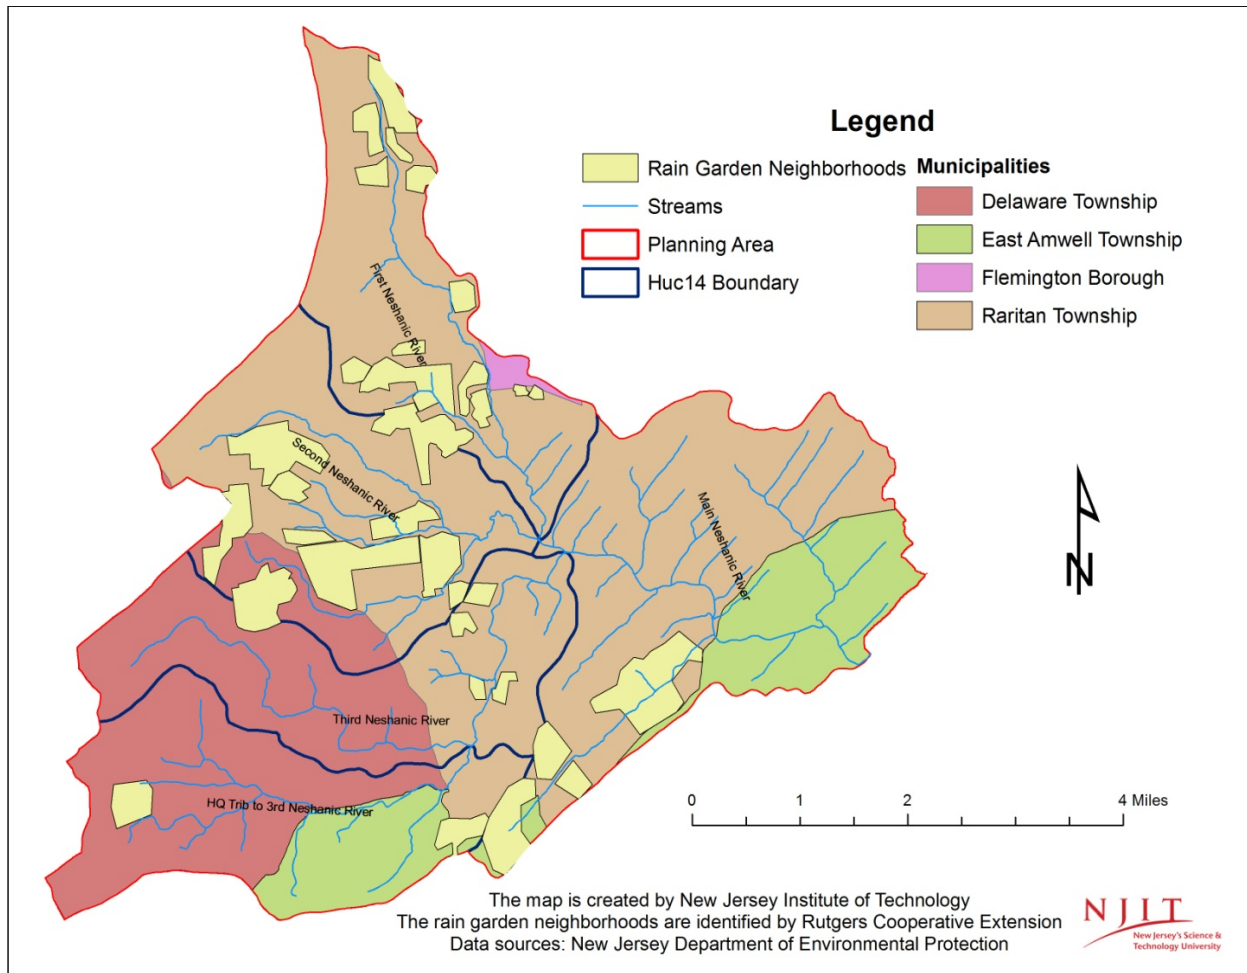 Legend
Rain Garden Neighborhoods
Streams
Planning Area
Huc14 Boundary
Municipalities
Delaware Township
East Amwell Township
Flemington Borough
Raritan Township
First Neshanic River
Second Neshanic River
Main Neshanic River
Third Neshanic River
HQ Trib to 3rd Neshanic River
N
0 1 2 4 Miles
The map is created by New Jersey Institute of Technology
The rain garden neighborhoods are identified by Rutgers Cooperative Extension
Data sources: New Jersey Department of Environmental Protection
NJIT
New Jersey's Science &
Technology University